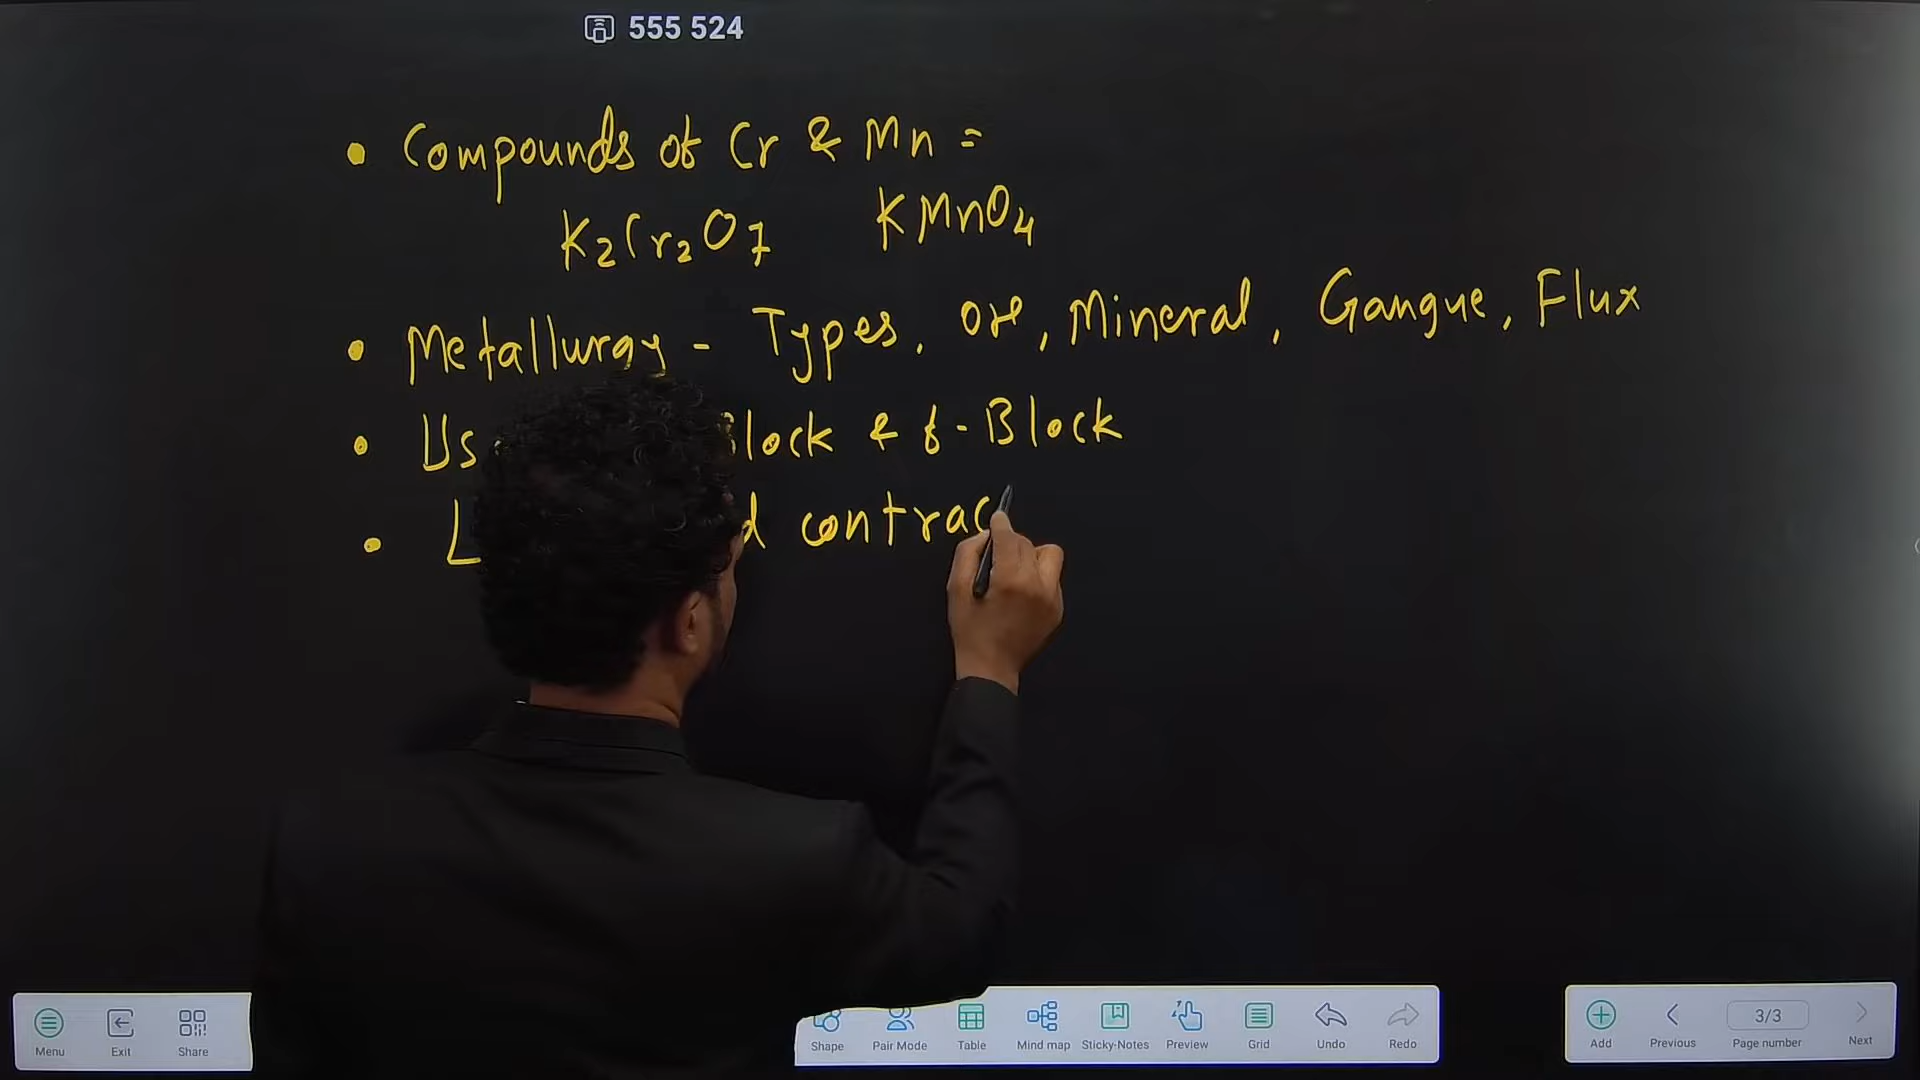 555 524
• Compounds of Cr & Mn =
K2Cr2O7 KMnO4
• Metallurgy - Types, ore, Mineral, Gangue, Flux
• Block & f-Block
• contrac
Menu Exit Share Shape Pair Mode Table Mind map Sticky-Notes Preview Grid Undo Redo Add Previous 3/3 Page number Next